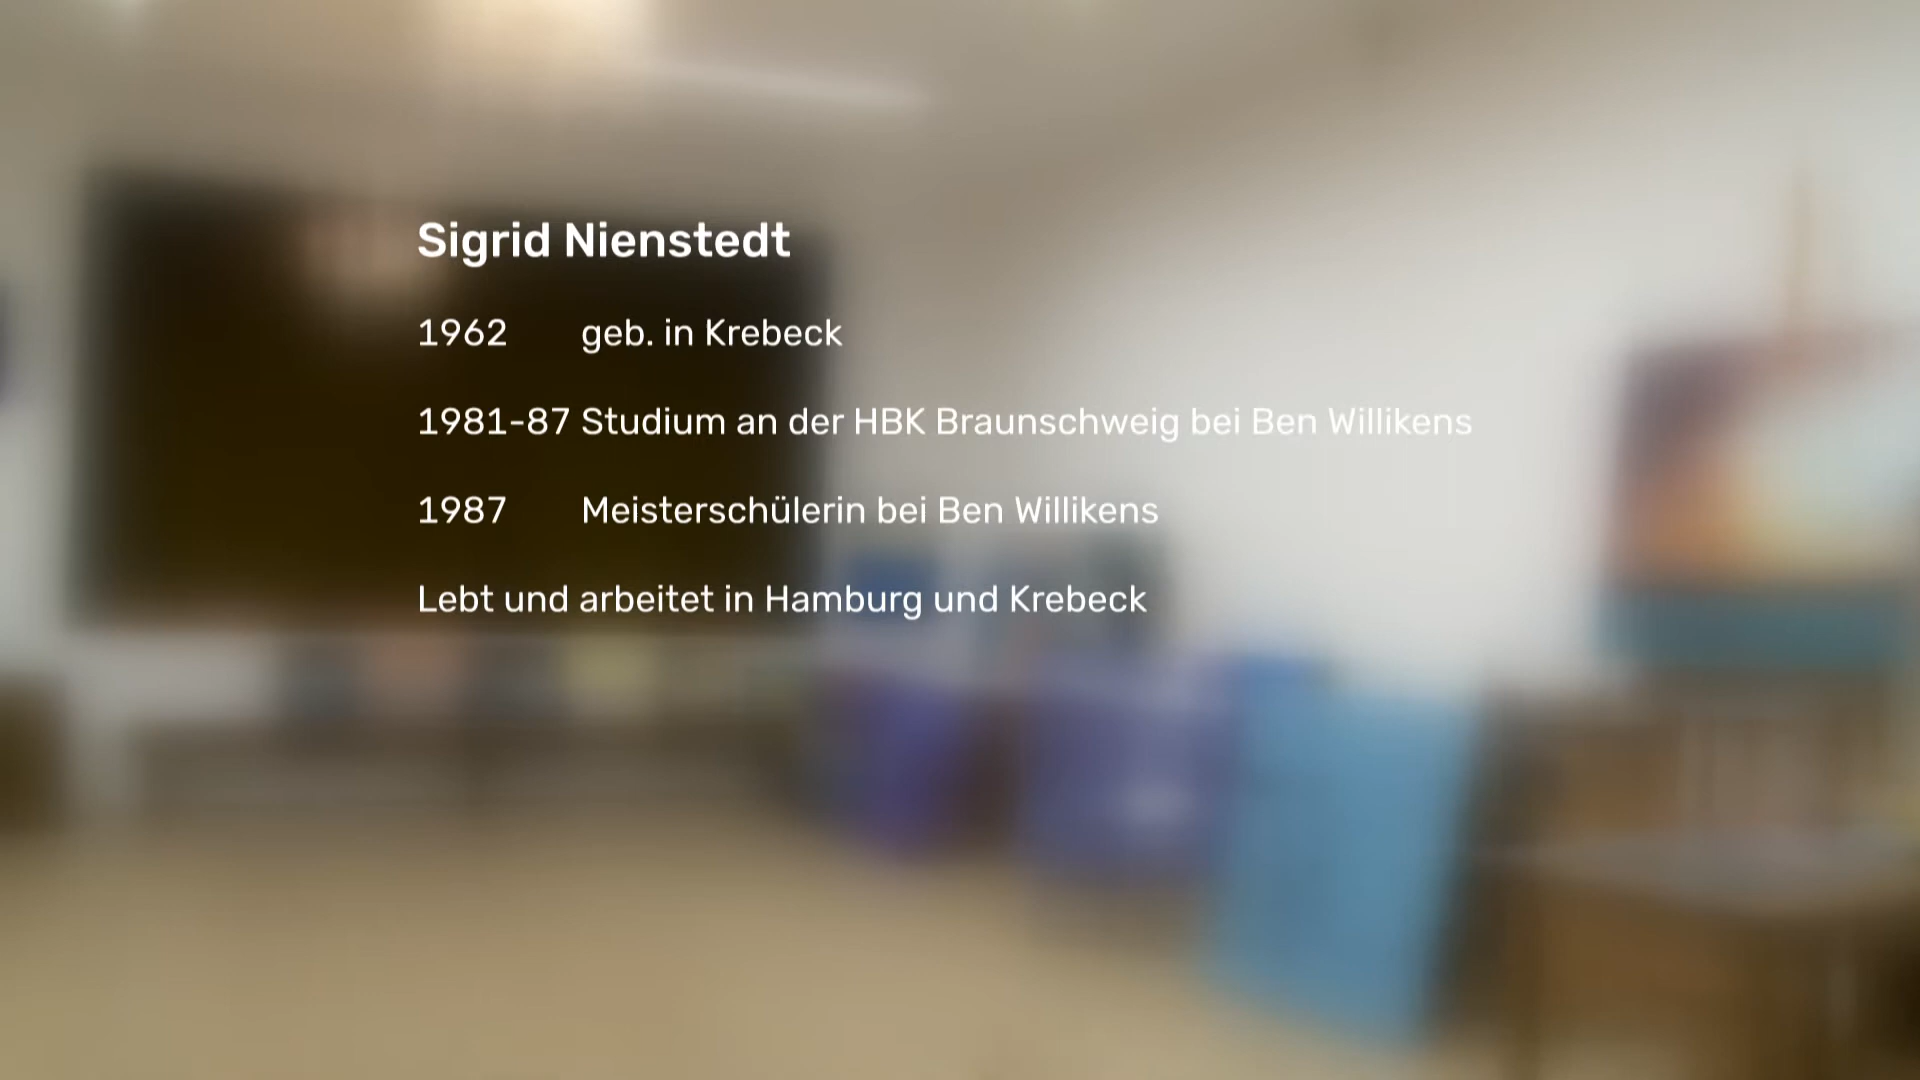 Sigrid Nienstedt
1962 geb. in Krebeck
1981-87 Studium an der HBK Braunschweig bei Ben Willikens
1987 Meisterschülerin bei Ben Willikens
Lebt und arbeitet in Hamburg und Krebeck